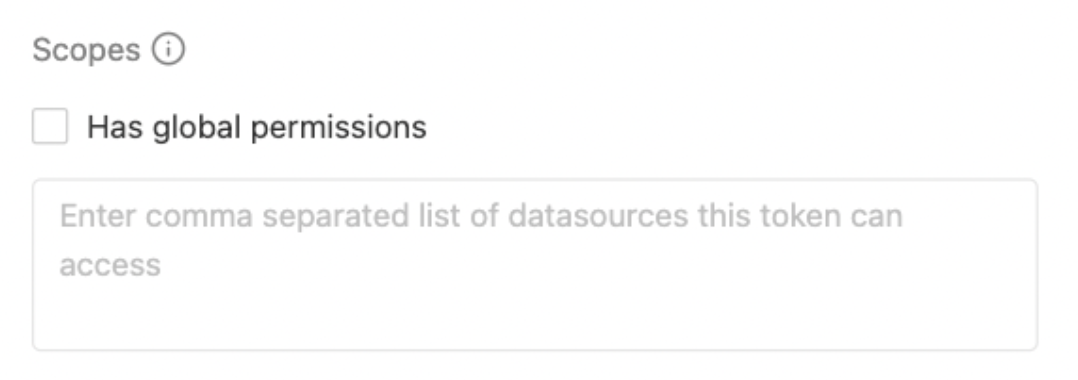 Scopes
Has global permissions
Enter comma separated list of datasources this token can
access